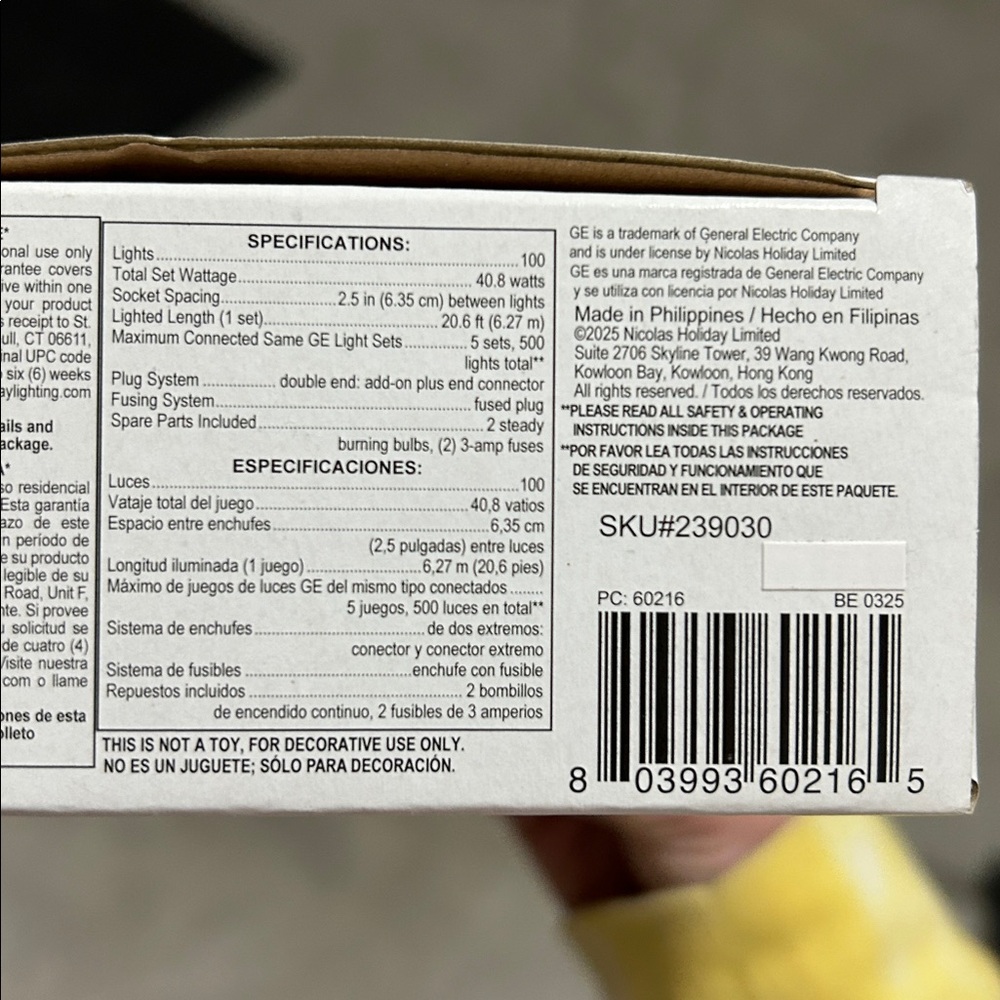 onal use only
rantee covers
ive within one
your product
receipt to St.
ull, CT 06611,
inal UPC code
six (6) weeks
aylighting.com
ails and
ackage.
so residencial
Esta garantía
azo de este
n período de
e su producto
legible de su
Road, Unit F,
nte. Si provee
solicitud se
de cuatro (4)
Visite nuestra
com o llame
ones de esta
olleto
SPECIFICATIONS:
Lights....................100
Total Set Wattage....................40.8 watts
Socket Spacing....................2.5 in (6.35 cm) between lights
Lighted Length (1 set)....................20.6 ft (6.27 m)
Maximum Connected Same GE Light Sets....................5 sets, 500
lights total**
Plug System....................double end: add-on plus end connector
Fusing System....................fused plug
Spare Parts Included....................2 steady
burning bulbs, (2) 3-amp fuses
ESPECIFICACIONES:
Luces....................100
Vataje total del juego....................40,8 vatios
Espacio entre enchufes....................6,35 cm
(2,5 pulgadas) entre luces
Longitud iluminada (1 juego)....................6,27 m (20,6 pies)
Máximo de juegos de luces GE del mismo tipo conectados........
5 juegos, 500 luces en total**
Sistema de enchufes....................de dos extremos:
conector y conector extremo
Sistema de fusibles....................enchufe con fusible
Repuestos incluidos....................2 bombillos
de encendido continuo, 2 fusibles de 3 amperios
THIS IS NOT A TOY, FOR DECORATIVE USE ONLY.
NO ES UN JUGUETE; SÓLO PARA DECORACIÓN.
GE is a trademark of General Electric Company
and is under license by Nicolas Holiday Limited
GE es una marca registrada de General Electric Company
y se utiliza con licencia por Nicolas Holiday Limited
Made in Philippines / Hecho en Filipinas
©2025 Nicolas Holiday Limited
Suite 2706 Skyline Tower, 39 Wang Kwong Road,
Kowloon Bay, Kowloon, Hong Kong
All rights reserved. / Todos los derechos reservados.
**PLEASE READ ALL SAFETY & OPERATING
INSTRUCTIONS INSIDE THIS PACKAGE
**POR FAVOR LEA TODAS LAS INSTRUCCIONES
DE SEGURIDAD Y FUNCIONAMIENTO QUE
SE ENCUENTRAN EN EL INTERIOR DE ESTE PAQUETE.
SKU#239030
PC: 60216 BE 0325
8 03993 60216 5